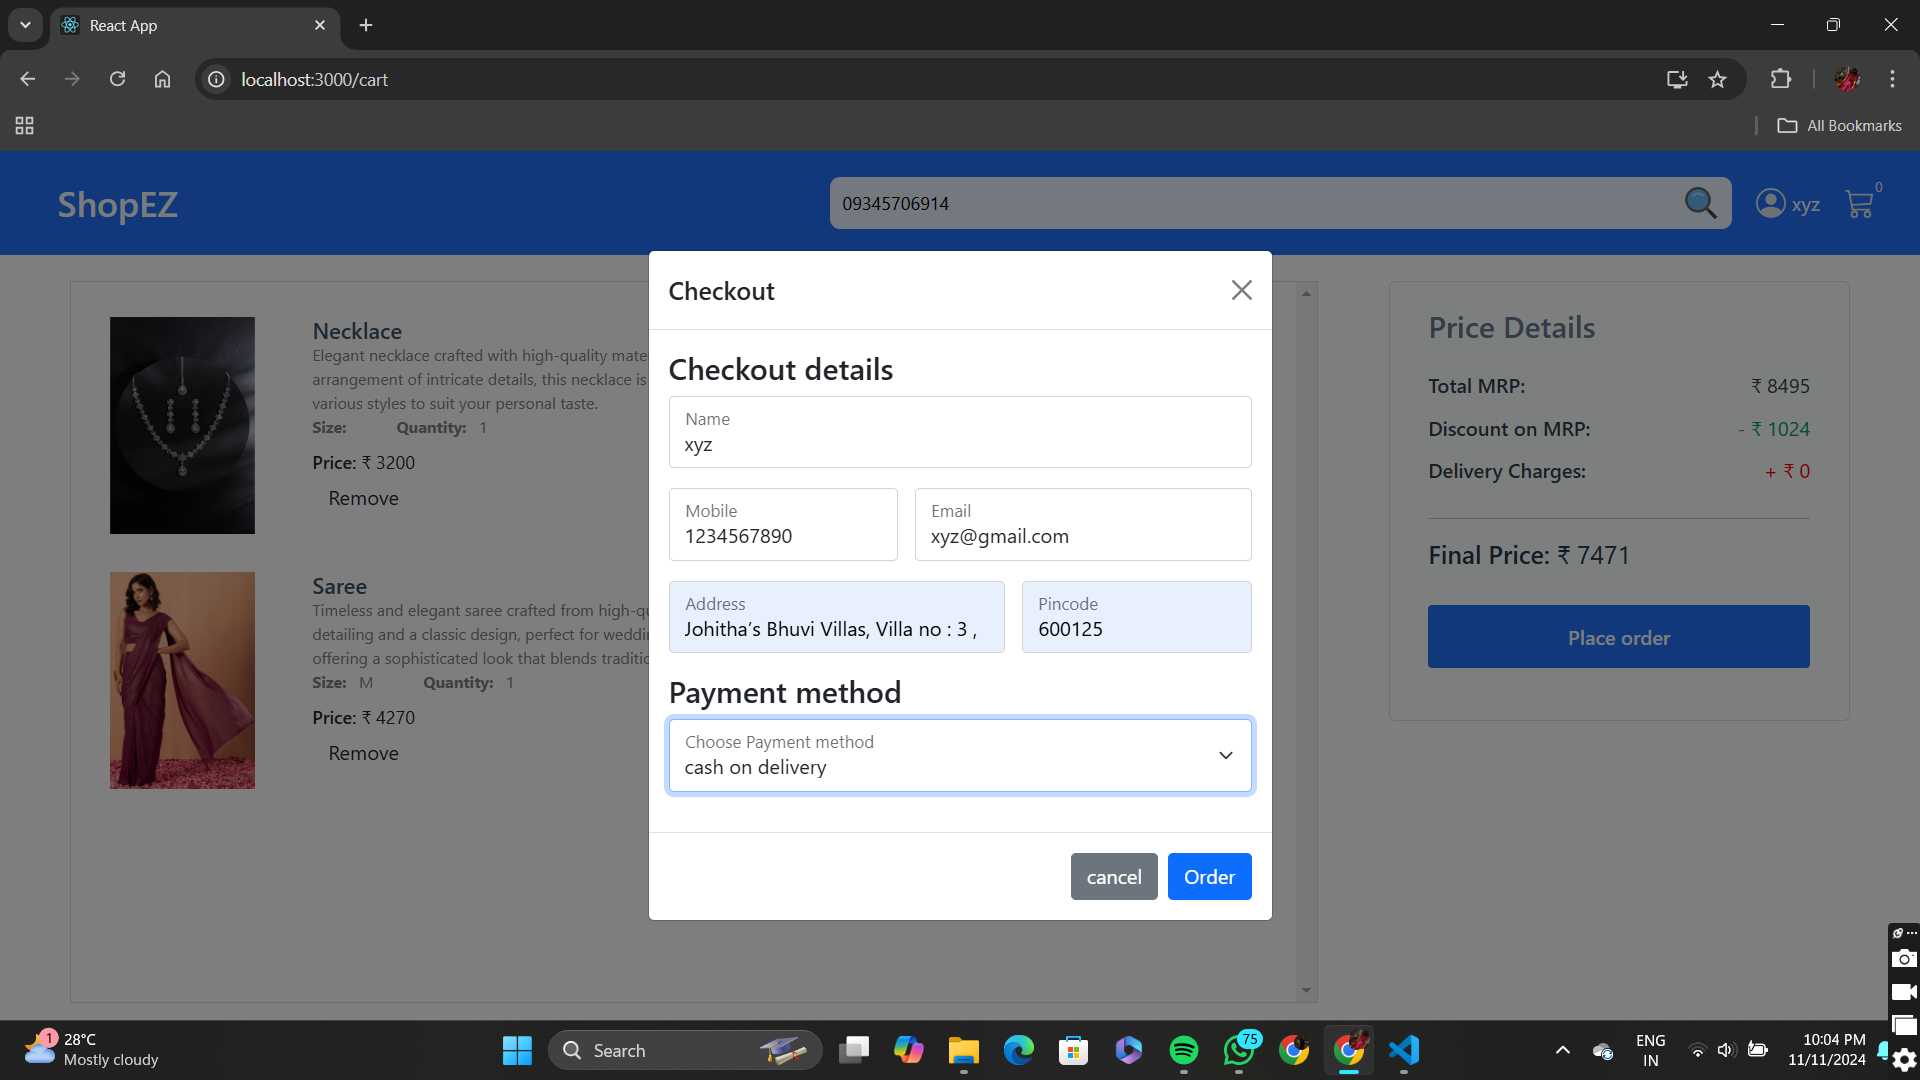 React App
localhost:3000/cart
All Bookmarks
ShopEZ
09345706914
xyz
0
Necklace
Elegant necklace crafted with high-quality mate
arrangement of intricate details, this necklace is
various styles to suit your personal taste.
Size: Quantity: 1
Price: ₹ 3200
Remove
Saree
Timeless and elegant saree crafted from high-qu
detailing and a classic design, perfect for weddi
offering a sophisticated look that blends traditic
Size: M Quantity: 1
Price: ₹ 4270
Remove
Checkout
Checkout details
Name
xyz
Mobile
1234567890
Email
xyz@gmail.com
Address
Johitha’s Bhuvi Villas, Villa no : 3 ,
Pincode
600125
Payment method
Choose Payment method
cash on delivery
cancel
Order
Price Details
Total MRP: ₹ 8495
Discount on MRP: - ₹ 1024
Delivery Charges: + ₹ 0
Final Price: ₹ 7471
Place order
1
28°C
Mostly cloudy
Search
75
ENG
IN
10:04 PM
11/11/2024